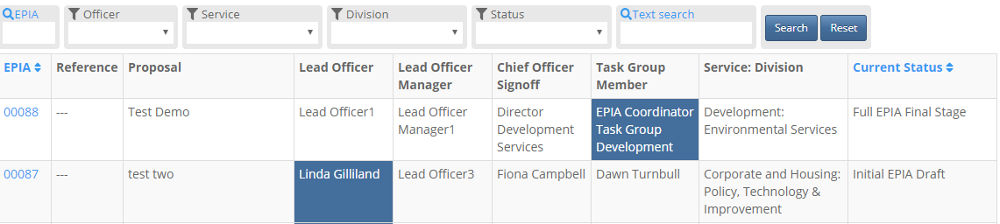 EPIA Officer Service Division Status Text search
Search Reset
EPIA Reference Proposal Lead Officer Lead Officer Manager Chief Officer Signoff Task Group Member Service: Division Current Status
00088 --- Test Demo Lead Officer1 Lead Officer Manager1 Director Development Services EPIA Coordinator Task Group Development Development: Environmental Services Full EPIA Final Stage
00087 --- test two Linda Gilliland Lead Officer3 Fiona Campbell Dawn Turnbull Corporate and Housing: Policy, Technology & Improvement Initial EPIA Draft